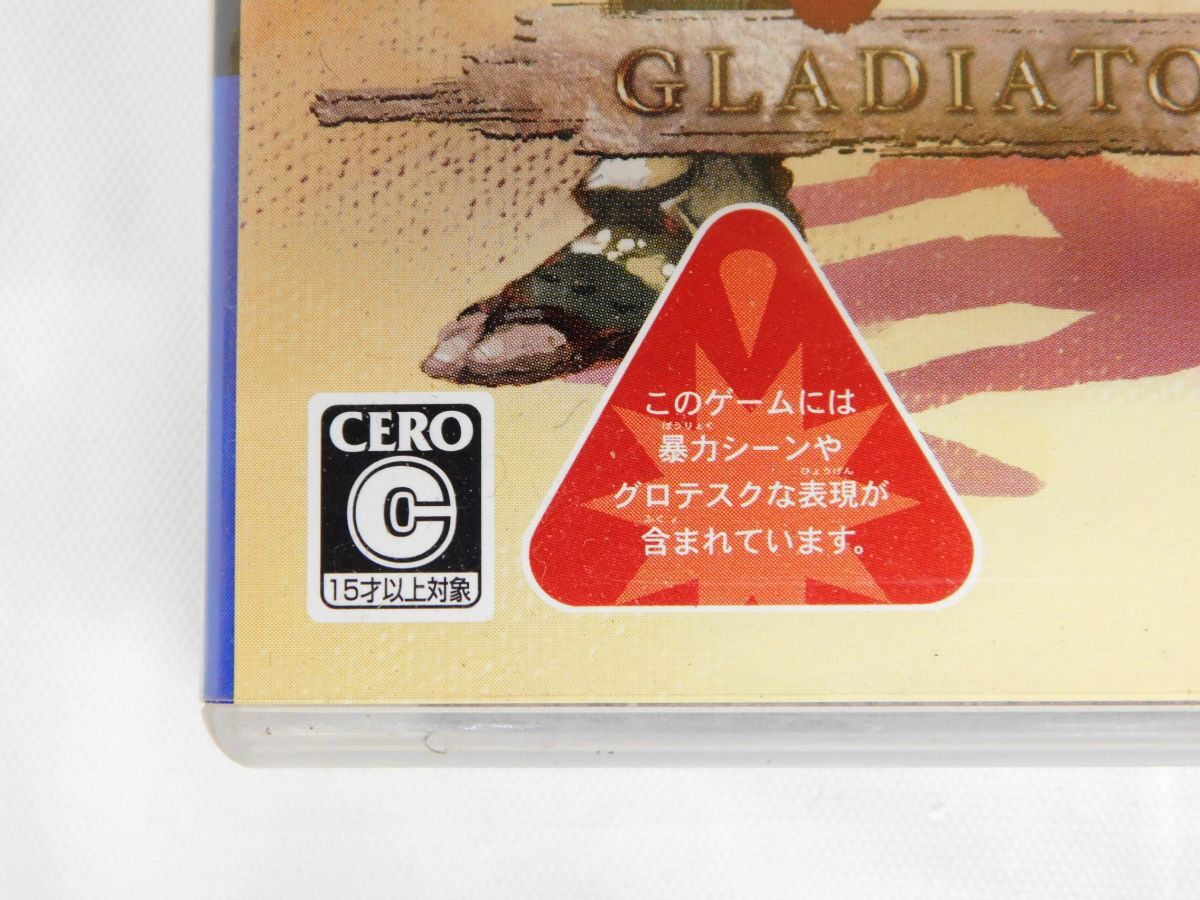 GLADIATO
CERO
C
15才以上対象
このゲームには
ぼうりょく
暴力シーンや
ひょうげん
グロテスクな表現が
ふくま
含まれています。